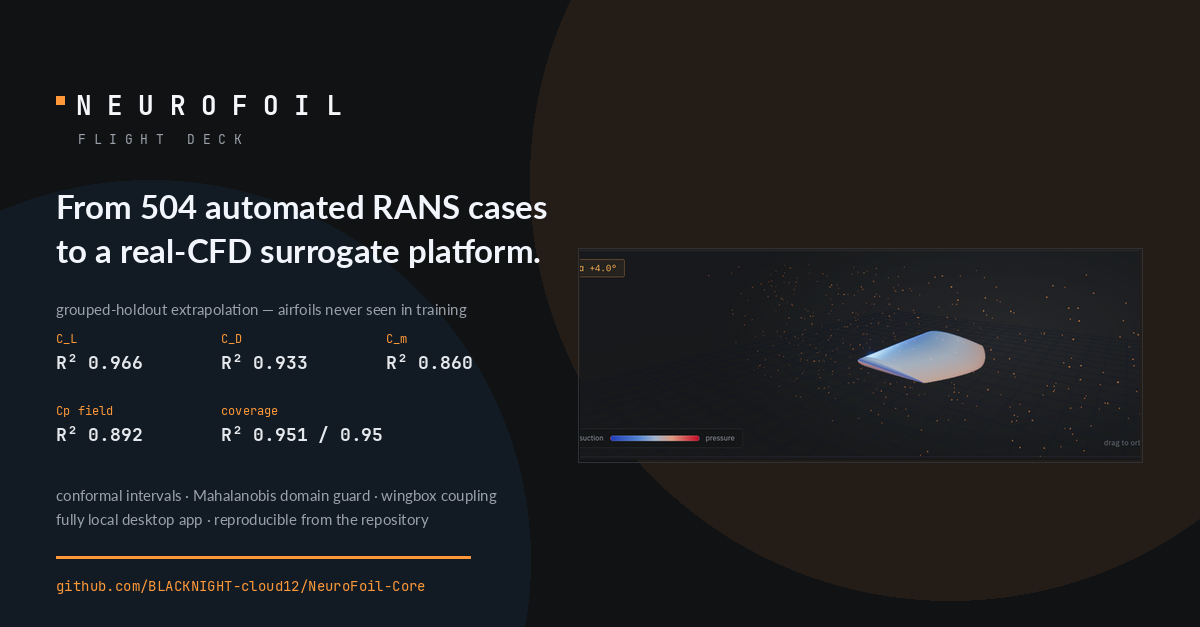 NEUROFOIL
FLIGHT DECK
From 504 automated RANS cases
to a real-CFD surrogate platform.
grouped-holdout extrapolation — airfoils never seen in training
C_L
C_D
C_m
R² 0.966
R² 0.933
R² 0.860
Cp field
coverage
R² 0.892
R² 0.951 / 0.95
conformal intervals · Mahalanobis domain guard · wingbox coupling
fully local desktop app · reproducible from the repository
github.com/BLACKNIGHT-cloud12/NeuroFoil-Core
+4.0°
suction
pressure
drag to